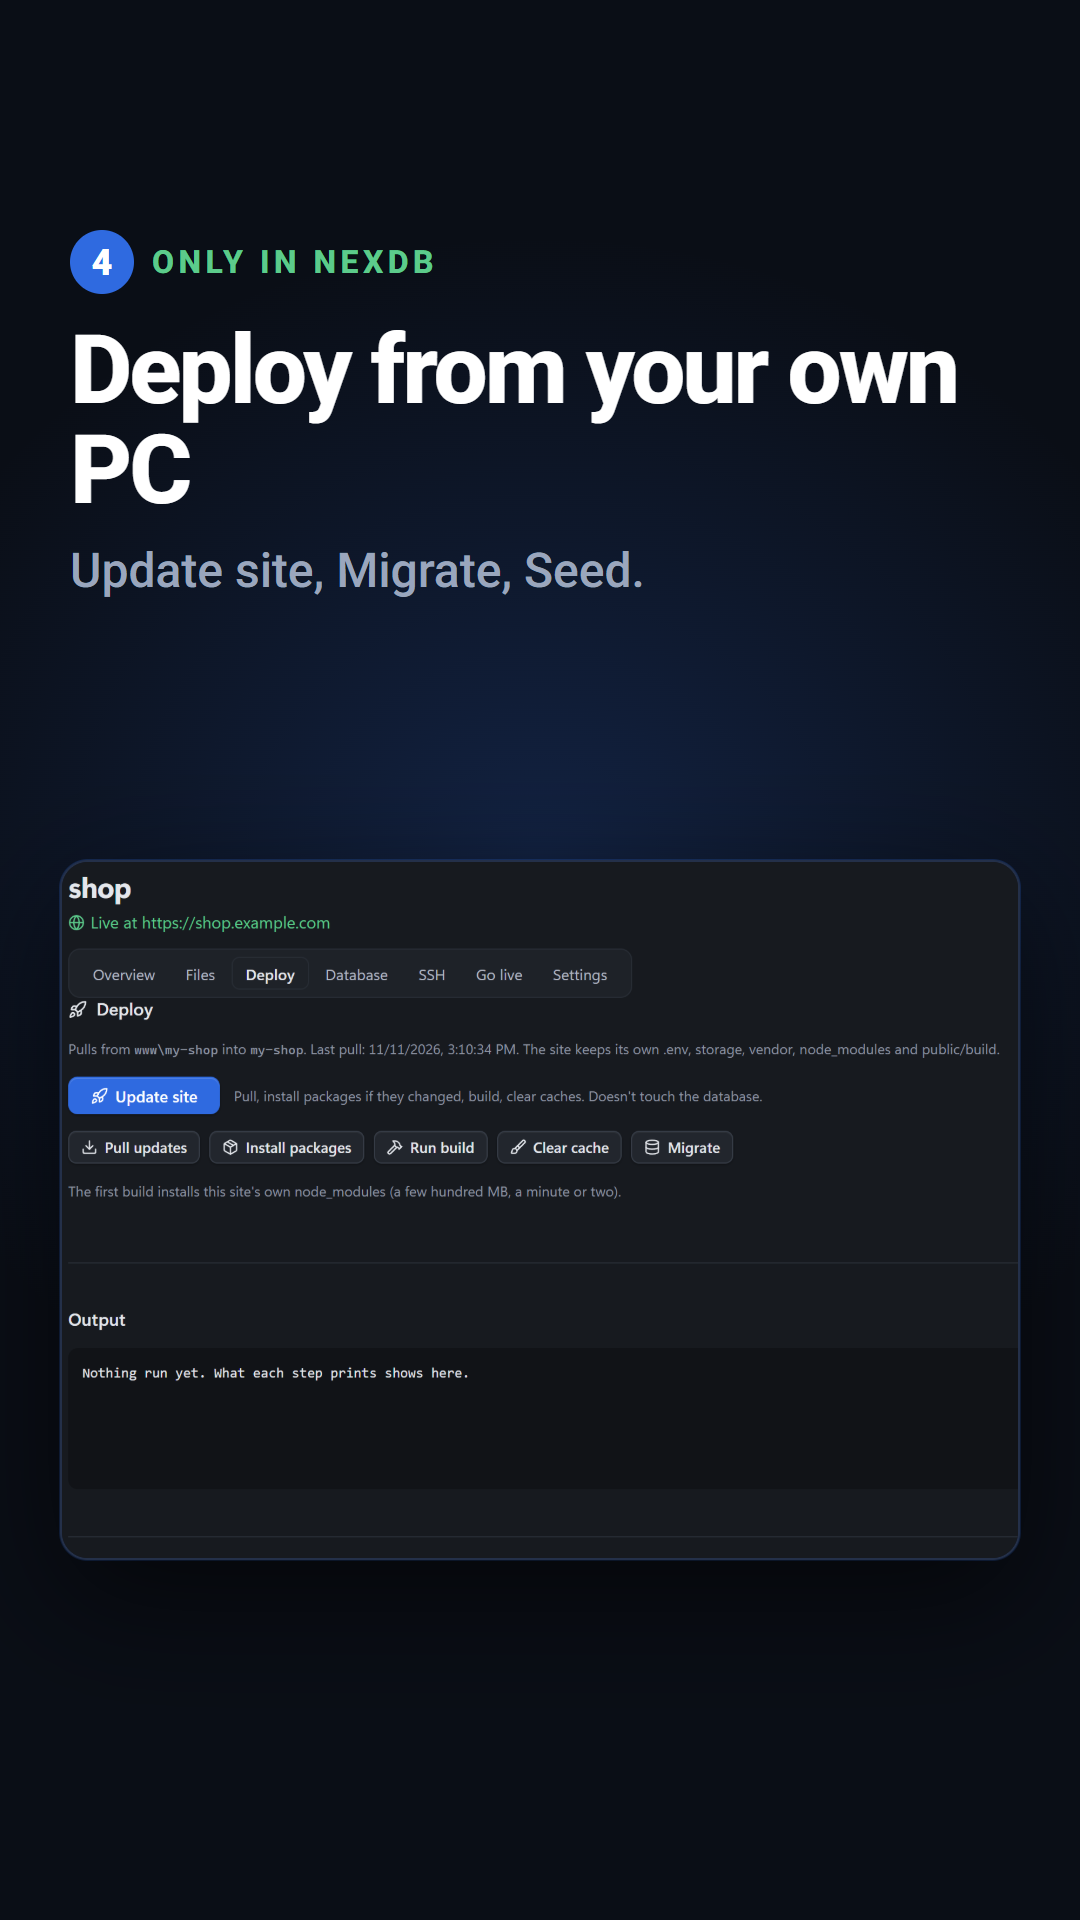 4 ONLY IN NEXDB
Deploy from your own
PC
Update site, Migrate, Seed.
shop
Live at https://shop.example.com
Overview Files Deploy Database SSH Go live Settings
Deploy
Pulls from www\my-shop into my-shop. Last pull: 11/11/2026, 3:10:34 PM. The site keeps its own .env, storage, vendor, node_modules and public/build.
Update site Pull, install packages if they changed, build, clear caches. Doesn't touch the database.
Pull updates Install packages Run build Clear cache Migrate
The first build installs this site's own node_modules (a few hundred MB, a minute or two).
Output
Nothing run yet. What each step prints shows here.